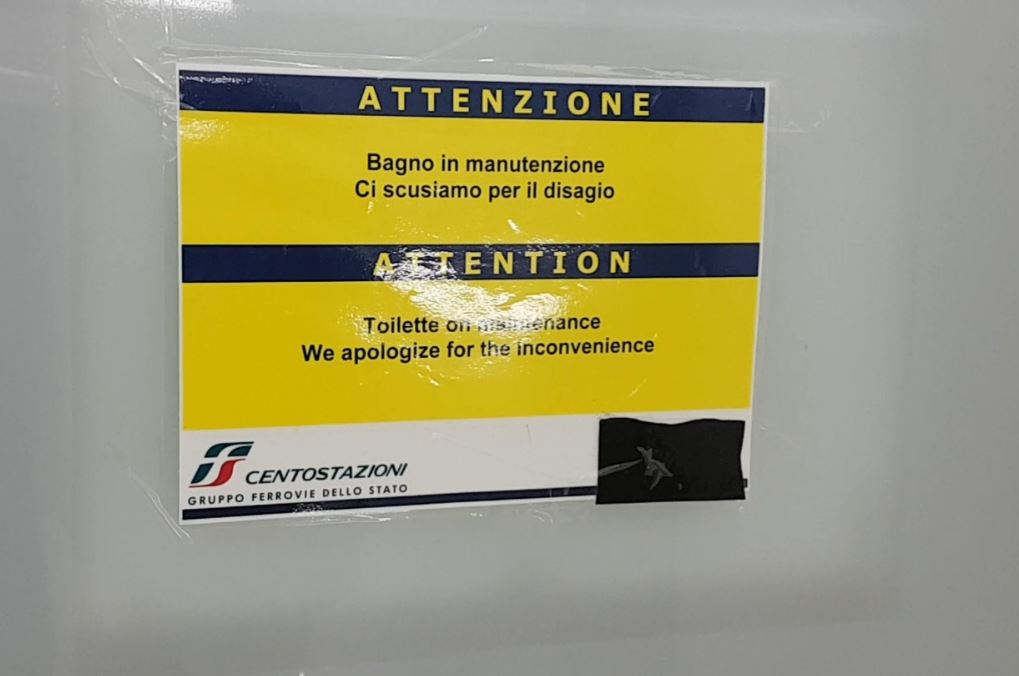 ATTENZIONE
Bagno in manutenzione
Ci scusiamo per il disagio
ATTENTION
Toilette on maintenance
We apologize for the inconvenience
CENTOSTAZIONI
GRUPPO FERROVIE DELLO STATO